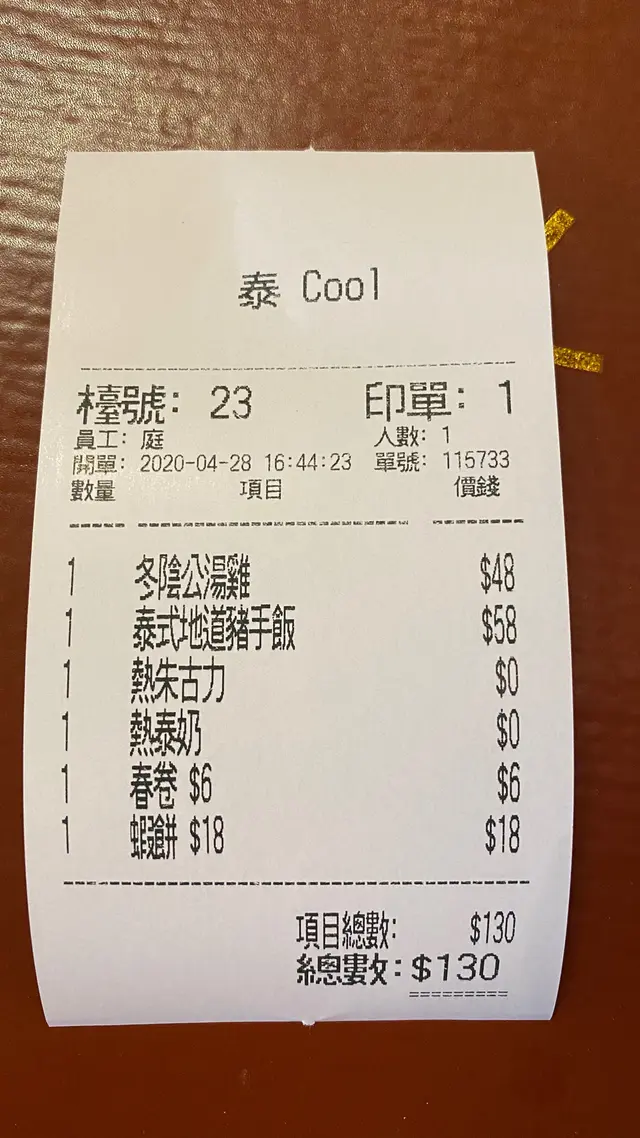 泰 Cool
檯號: 23 印單: 1
員工: 庭 人數: 1
開單: 2020-04-28 16:44:23 單號: 115733
數量 項目 價錢
1 冬陰公湯雞 $48
1 泰式地道豬手飯 $58
1 熱朱古力 $0
1 熱泰奶 $0
1 春卷 $6 $6
1 蝦餅 $18 $18
項目總數: $130
總數: $130